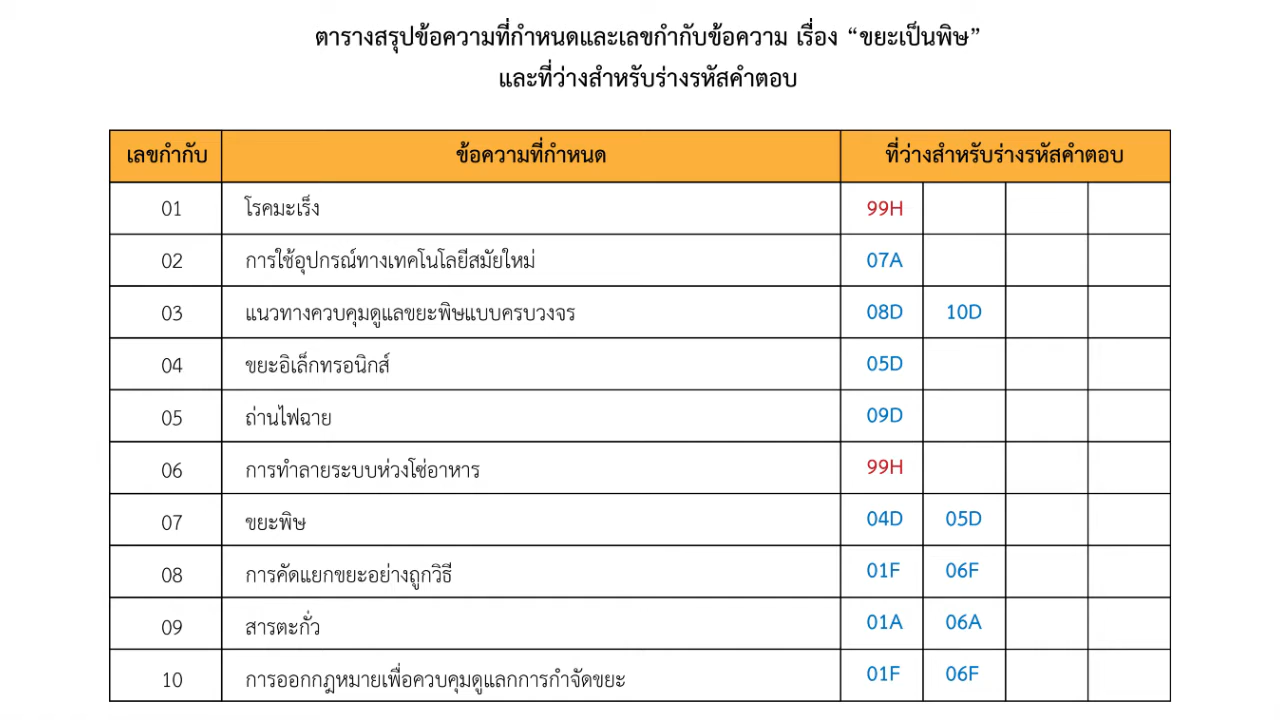 ตารางสรุปข้อความที่กำหนดและเลขกำกับข้อความ เรื่อง “ขยะเป็นพิษ”
และที่ว่างสำหรับร่างรหัสคำตอบ
เลขกำกับ ข้อความที่กำหนด ที่ว่างสำหรับร่างรหัสคำตอบ
01 โรคมะเร็ง 99H
02 การใช้อุปกรณ์ทางเทคโนโลยีสมัยใหม่ 07A
03 แนวทางควบคุมดูแลขยะพิษแบบครบวงจร 08D 10D
04 ขยะอิเล็กทรอนิกส์ 05D
05 ถ่านไฟฉาย 09D
06 การทำลายระบบห่วงโซ่อาหาร 99H
07 ขยะพิษ 04D 05D
08 การคัดแยกขยะอย่างถูกวิธี 01F 06F
09 สารตะกั่ว 01A 06A
10 การออกกฎหมายเพื่อควบคุมดูแลกการกำจัดขยะ 01F 06F